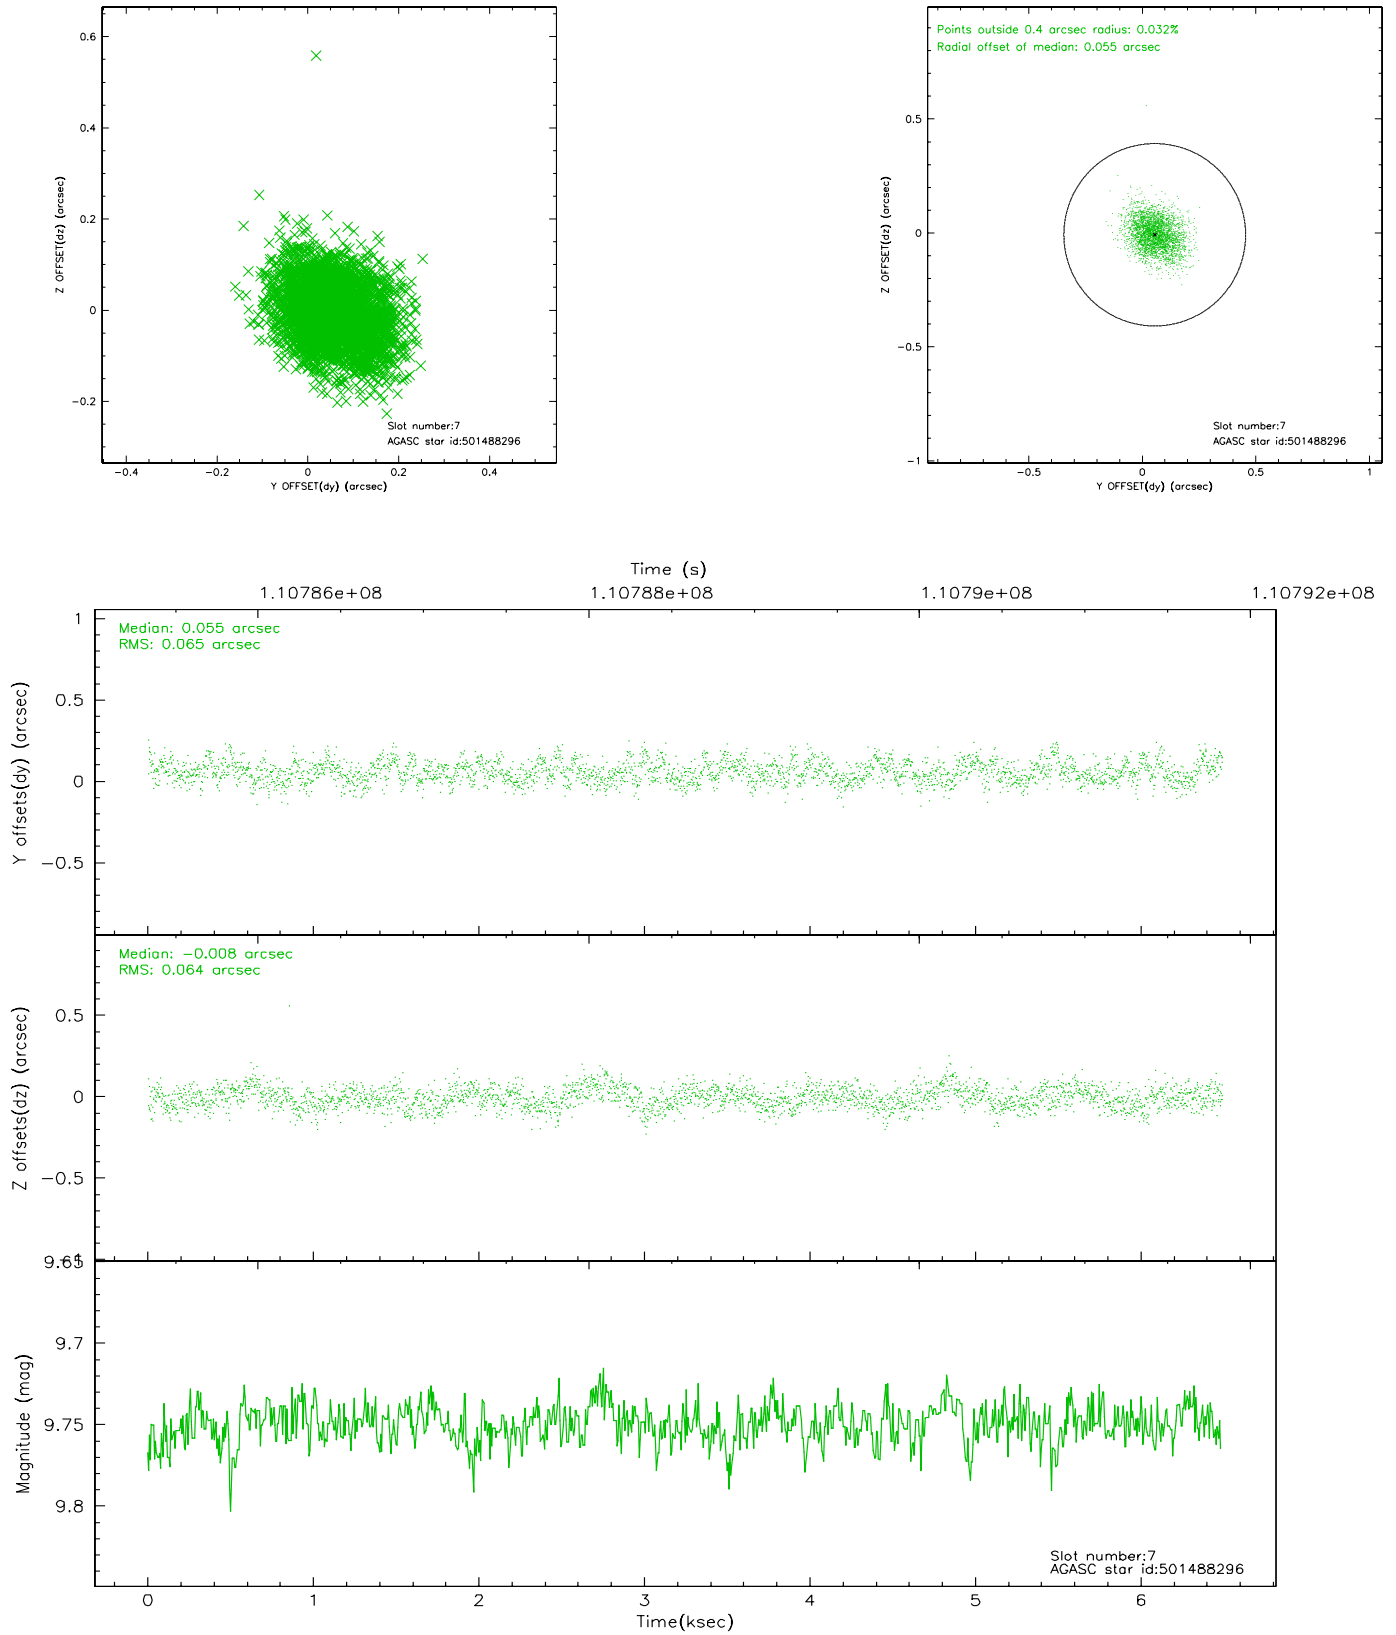 0.6
0.4
0.2
0
−0.2
Z OFFSET(dz) (arcsec)
Slot number:7
AGASC star id:501488296
−0.4 −0.2 0 0.2 0.4
Y OFFSET(dy) (arcsec)
Points outside 0.4 arcsec radius: 0.032%
Radial offset of median: 0.055 arcsec
0.5
0
−0.5
−1
Z OFFSET(dz) (arcsec)
Slot number:7
AGASC star id:501488296
−0.5 0 0.5 1
Y OFFSET(dy) (arcsec)
Time (s)
1.10786e+08 1.10788e+08 1.1079e+08 1.10792e+08
Median: 0.055 arcsec
RMS: 0.065 arcsec
1
0.5
0
−0.5
Y offsets(dy) (arcsec)
Median: −0.008 arcsec
RMS: 0.064 arcsec
0.5
0
−0.5
Z offsets(dz) (arcsec)
9.65
9.7
9.75
9.8
Magnitude (mag)
Slot number:7
AGASC star id:501488296
0 1 2 3 4 5 6
Time(ksec)